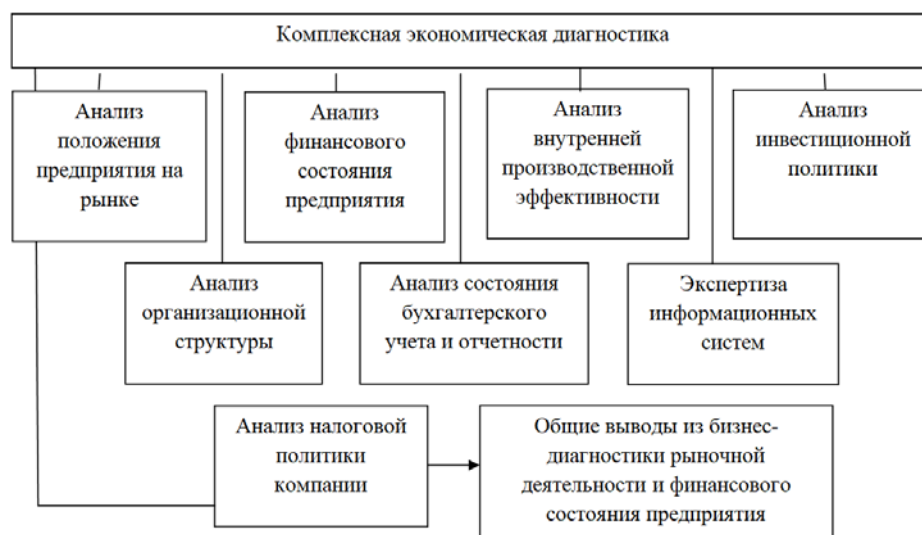 Комплексная экономическая диагностика
Анализ
положения
предприятия на
рынке
Анализ
финансового
состояния
предприятия
Анализ
внутренней
производственной
эффективности
Анализ
инвестиционной
политики
Анализ
организационной
структуры
Анализ состояния
бухгалтерского
учета и отчетности
Экспертиза
информационных
систем
Анализ налоговой
политики
компании
Общие выводы из бизнес-
диагностики рыночной
деятельности и финансового
состояния предприятия